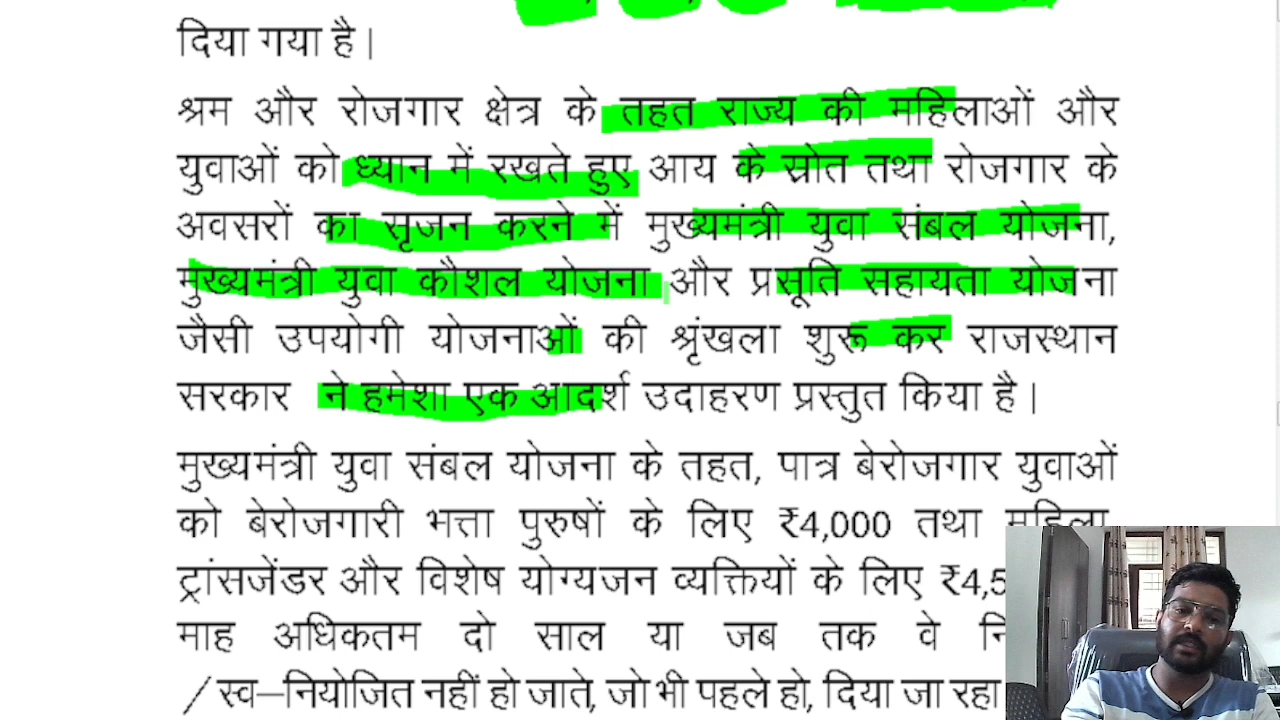 दिया गया है।
श्रम और रोजगार क्षेत्र के तहत राज्य की महिलाओं और
युवाओं को ध्यान में रखते हुए आय के स्रोत तथा रोजगार के
अवसरों का सृजन करने में मुख्यमंत्री युवा संबल योजना,
मुख्यमंत्री युवा कौशल योजना और प्रसूति सहायता योजना
जैसी उपयोगी योजनाओं की श्रृंखला शुरू कर राजस्थान
सरकार ने हमेशा एक आदर्श उदाहरण प्रस्तुत किया है।
मुख्यमंत्री युवा संबल योजना के तहत, पात्र बेरोजगार युवाओं
को बेरोजगारी भत्ता पुरुषों के लिए ₹4,000 तथा महिला,
ट्रांसजेंडर और विशेष योग्यजन व्यक्तियों के लिए ₹4,5
माह अधिकतम दो साल या जब तक वे नि
/स्व–नियोजित नहीं हो जाते, जो भी पहले हो, दिया जा रहा